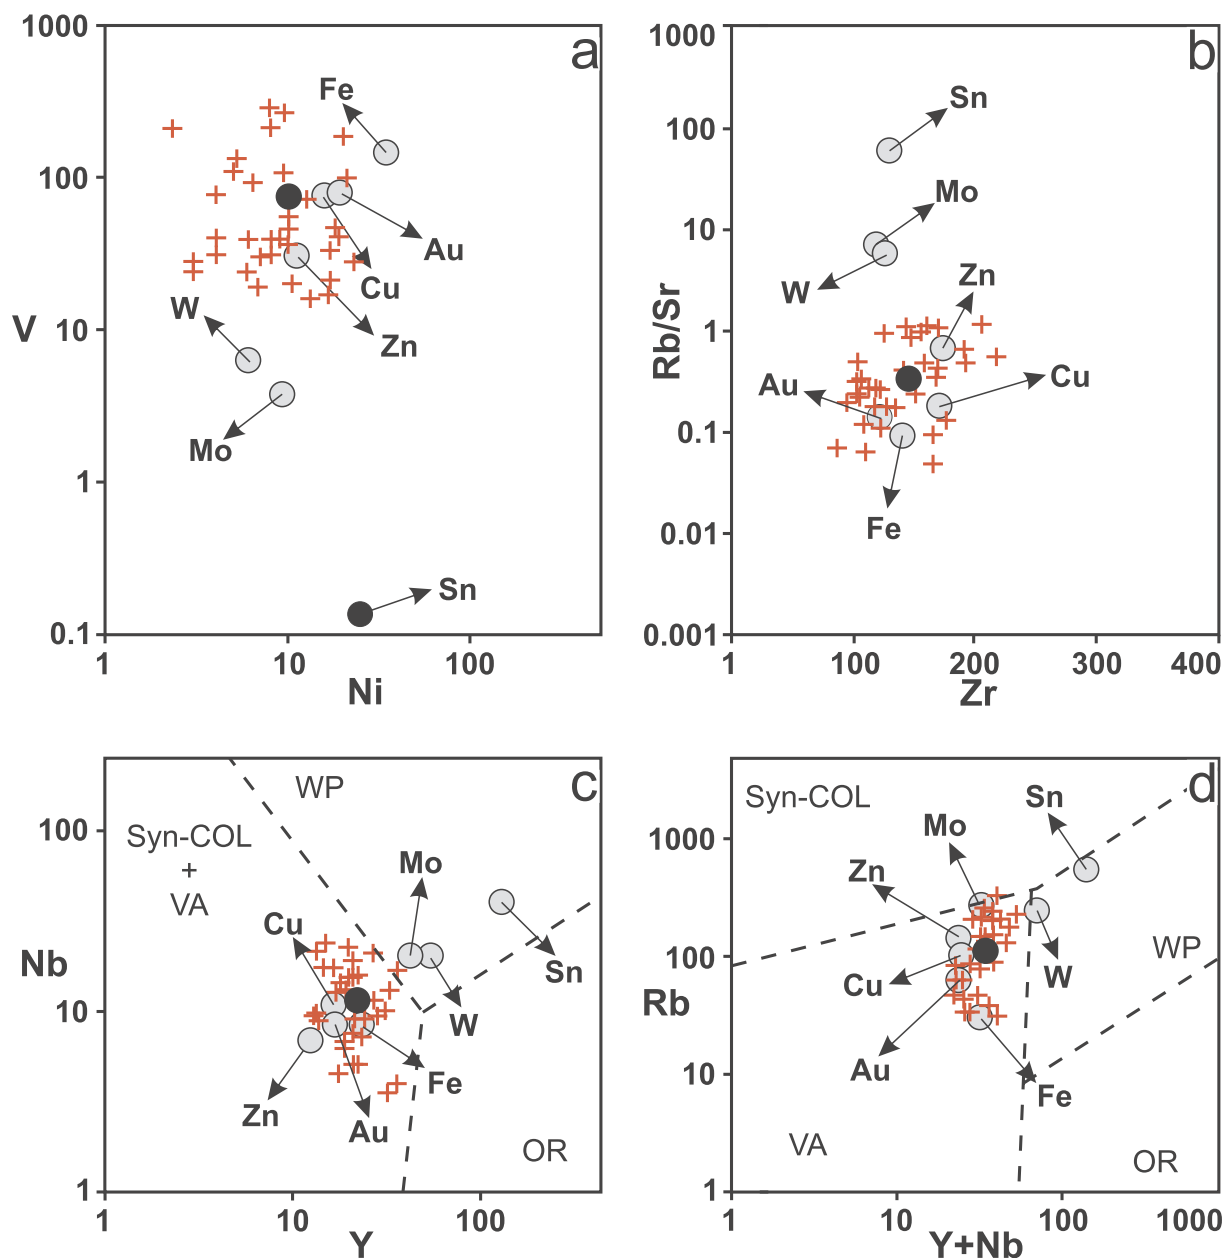 a
1000
100
10
1
0.1
V
Fe
Au
Cu
Zn
W
Mo
Sn
1
10
100
Ni
b
1000
100
10
1
0.1
0.01
0.001
Rb/Sr
Sn
Mo
W
Zn
Au
Cu
Fe
1
100
200
300
400
Zr
c
WP
Syn-COL
+
VA
100
10
1
Nb
Mo
Cu
Sn
W
Fe
Zn
Au
OR
1
10
100
Y
d
Syn-COL
Sn
Mo
Zn
1000
100
10
1
Rb
WP
W
Cu
Au
Fe
VA
OR
1
10
100
1000
Y+Nb